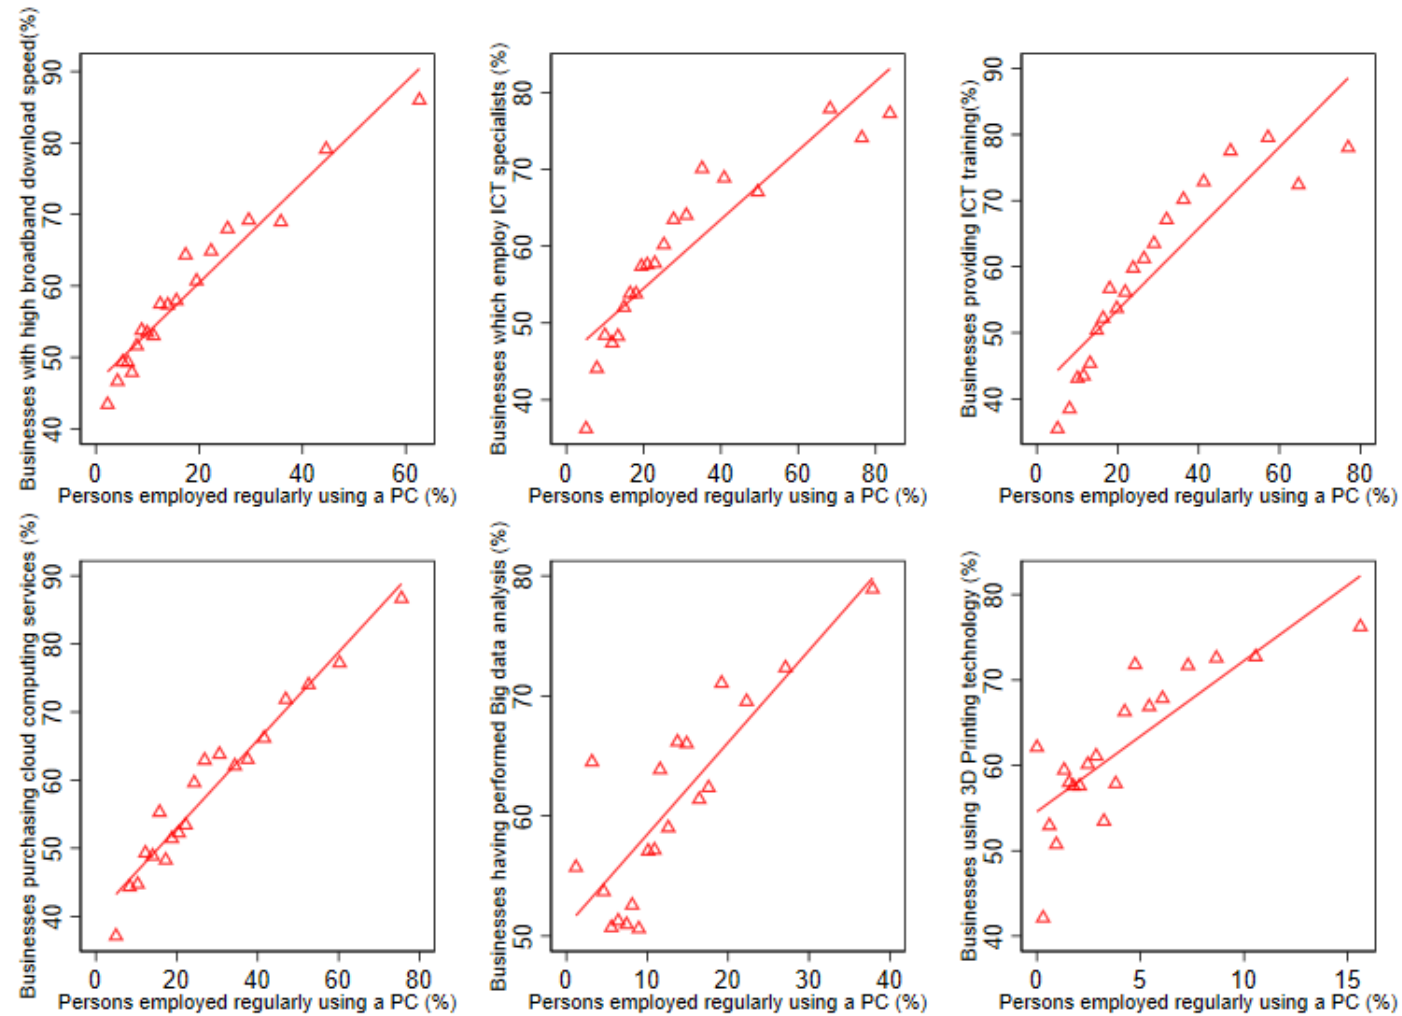 Businesses with high broadband download speed(%)
90
80
70
60
50
40
0 20 40 60
Persons employed regularly using a PC (%)
Businesses which employ ICT specialists (%)
80
70
60
50
40
0 20 40 60 80
Persons employed regularly using a PC (%)
Businesses providing ICT training(%)
90
80
70
60
50
40
0 20 40 60 80
Persons employed regularly using a PC (%)
Businesses purchasing cloud computing services (%)
90
80
70
60
50
40
0 20 40 60 80
Persons employed regularly using a PC (%)
Businesses having performed Big data analysis (%)
80
70
60
50
0 10 20 30 40
Persons employed regularly using a PC (%)
Businesses using 3D Printing technology (%)
80
70
60
50
40
0 5 10 15
Persons employed regularly using a PC (%)